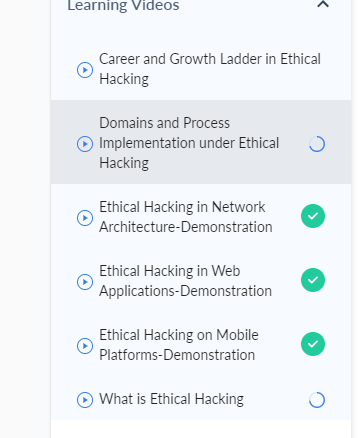 Learning Videos
Career and Growth Ladder in Ethical
Hacking
Domains and Process
Implementation under Ethical
Hacking
Ethical Hacking in Network
Architecture-Demonstration
Ethical Hacking in Web
Applications-Demonstration
Ethical Hacking on Mobile
Platforms-Demonstration
What is Ethical Hacking